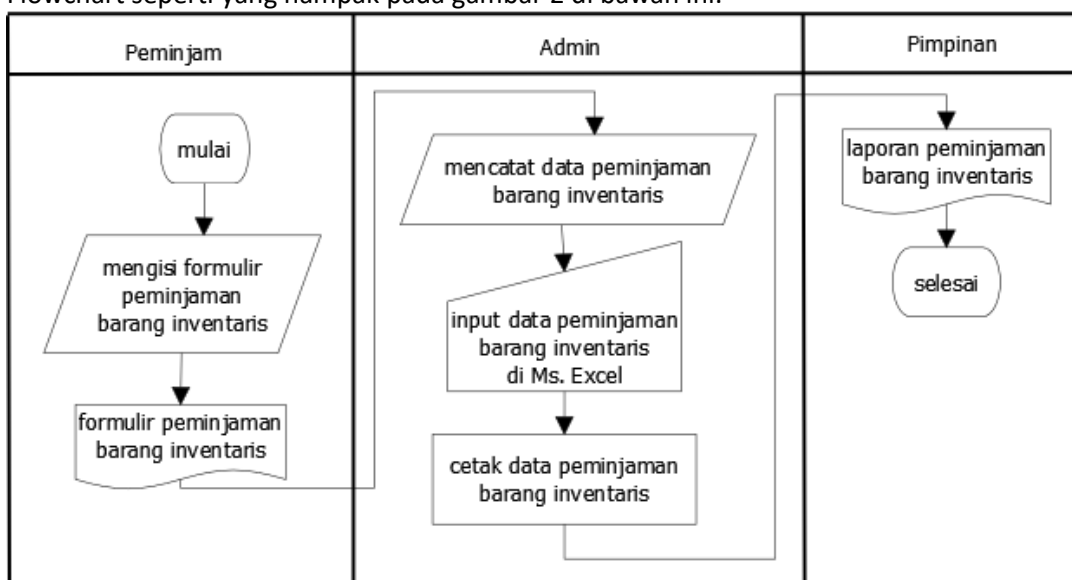 Flowchart seperti yang nampak pada gambar 2 di bawah ini:
Peminjam
Admin
Pimpinan
mulai
mengisi formulir
peminjaman
barang inventaris
formulir peminjaman
barang inventaris
mencatat data peminjaman
barang inventaris
input data peminjaman
barang inventaris
di Ms. Excel
cetak data peminjaman
barang inventaris
laporan peminjaman
barang inventaris
selesai